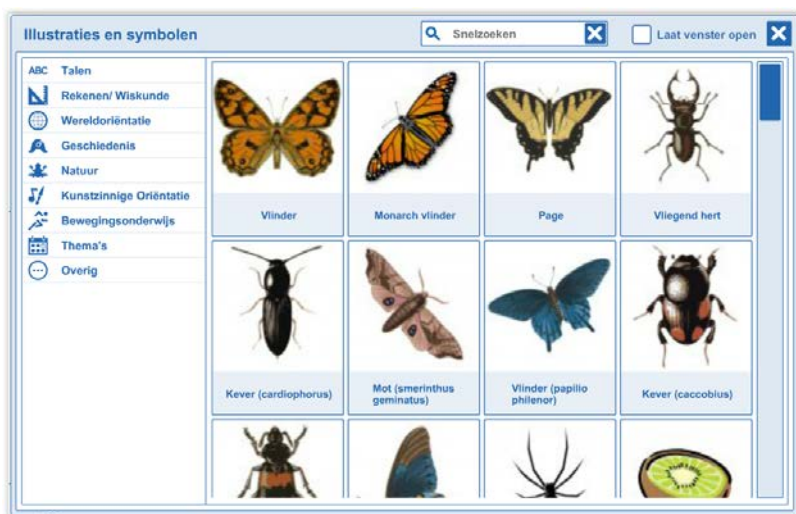 Illustraties en symbolen
Snelzoeken
Laat venster open
ABC Talen
Rekenen/ Wiskunde
Wereldoriëntatie
Geschiedenis
Natuur
Kunstzinnige Oriëntatie
Bewegingsonderwijs
Thema's
Overig
Vlinder
Monarch vlinder
Page
Vliegend hert
Kever (cardiophorus)
Mot (smerinthus
geminatus)
Vlinder (papilio
philenor)
Kever (caccobius)